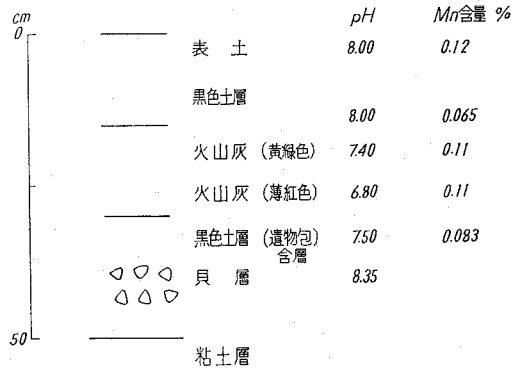 cm pH Mn含量 %
0
表土 8.00 0.12
黒色土層
8.00 0.065
火山灰 (黄緑色) 7.40 0.11
火山灰 (薄紅色) 6.80 0.11
黒色土層 (遺物包含層) 7.50 0.083
貝層 8.35
50
粘土層